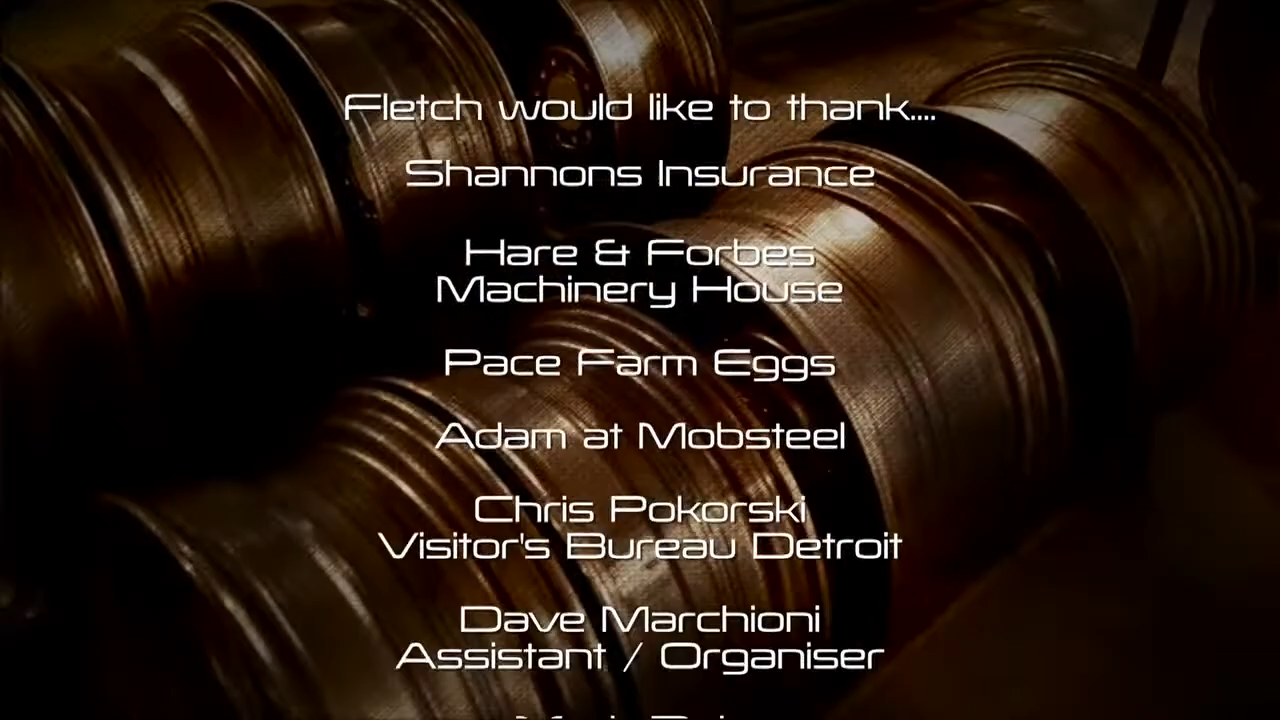 Fletch would like to thank....
Shannons Insurance
Hare & Forbes
Machinery House
Pace Farm Eggs
Adam at Mobsteel
Chris Pokorski
Visitor's Bureau Detroit
Dave Marchioni
Assistant / Organiser